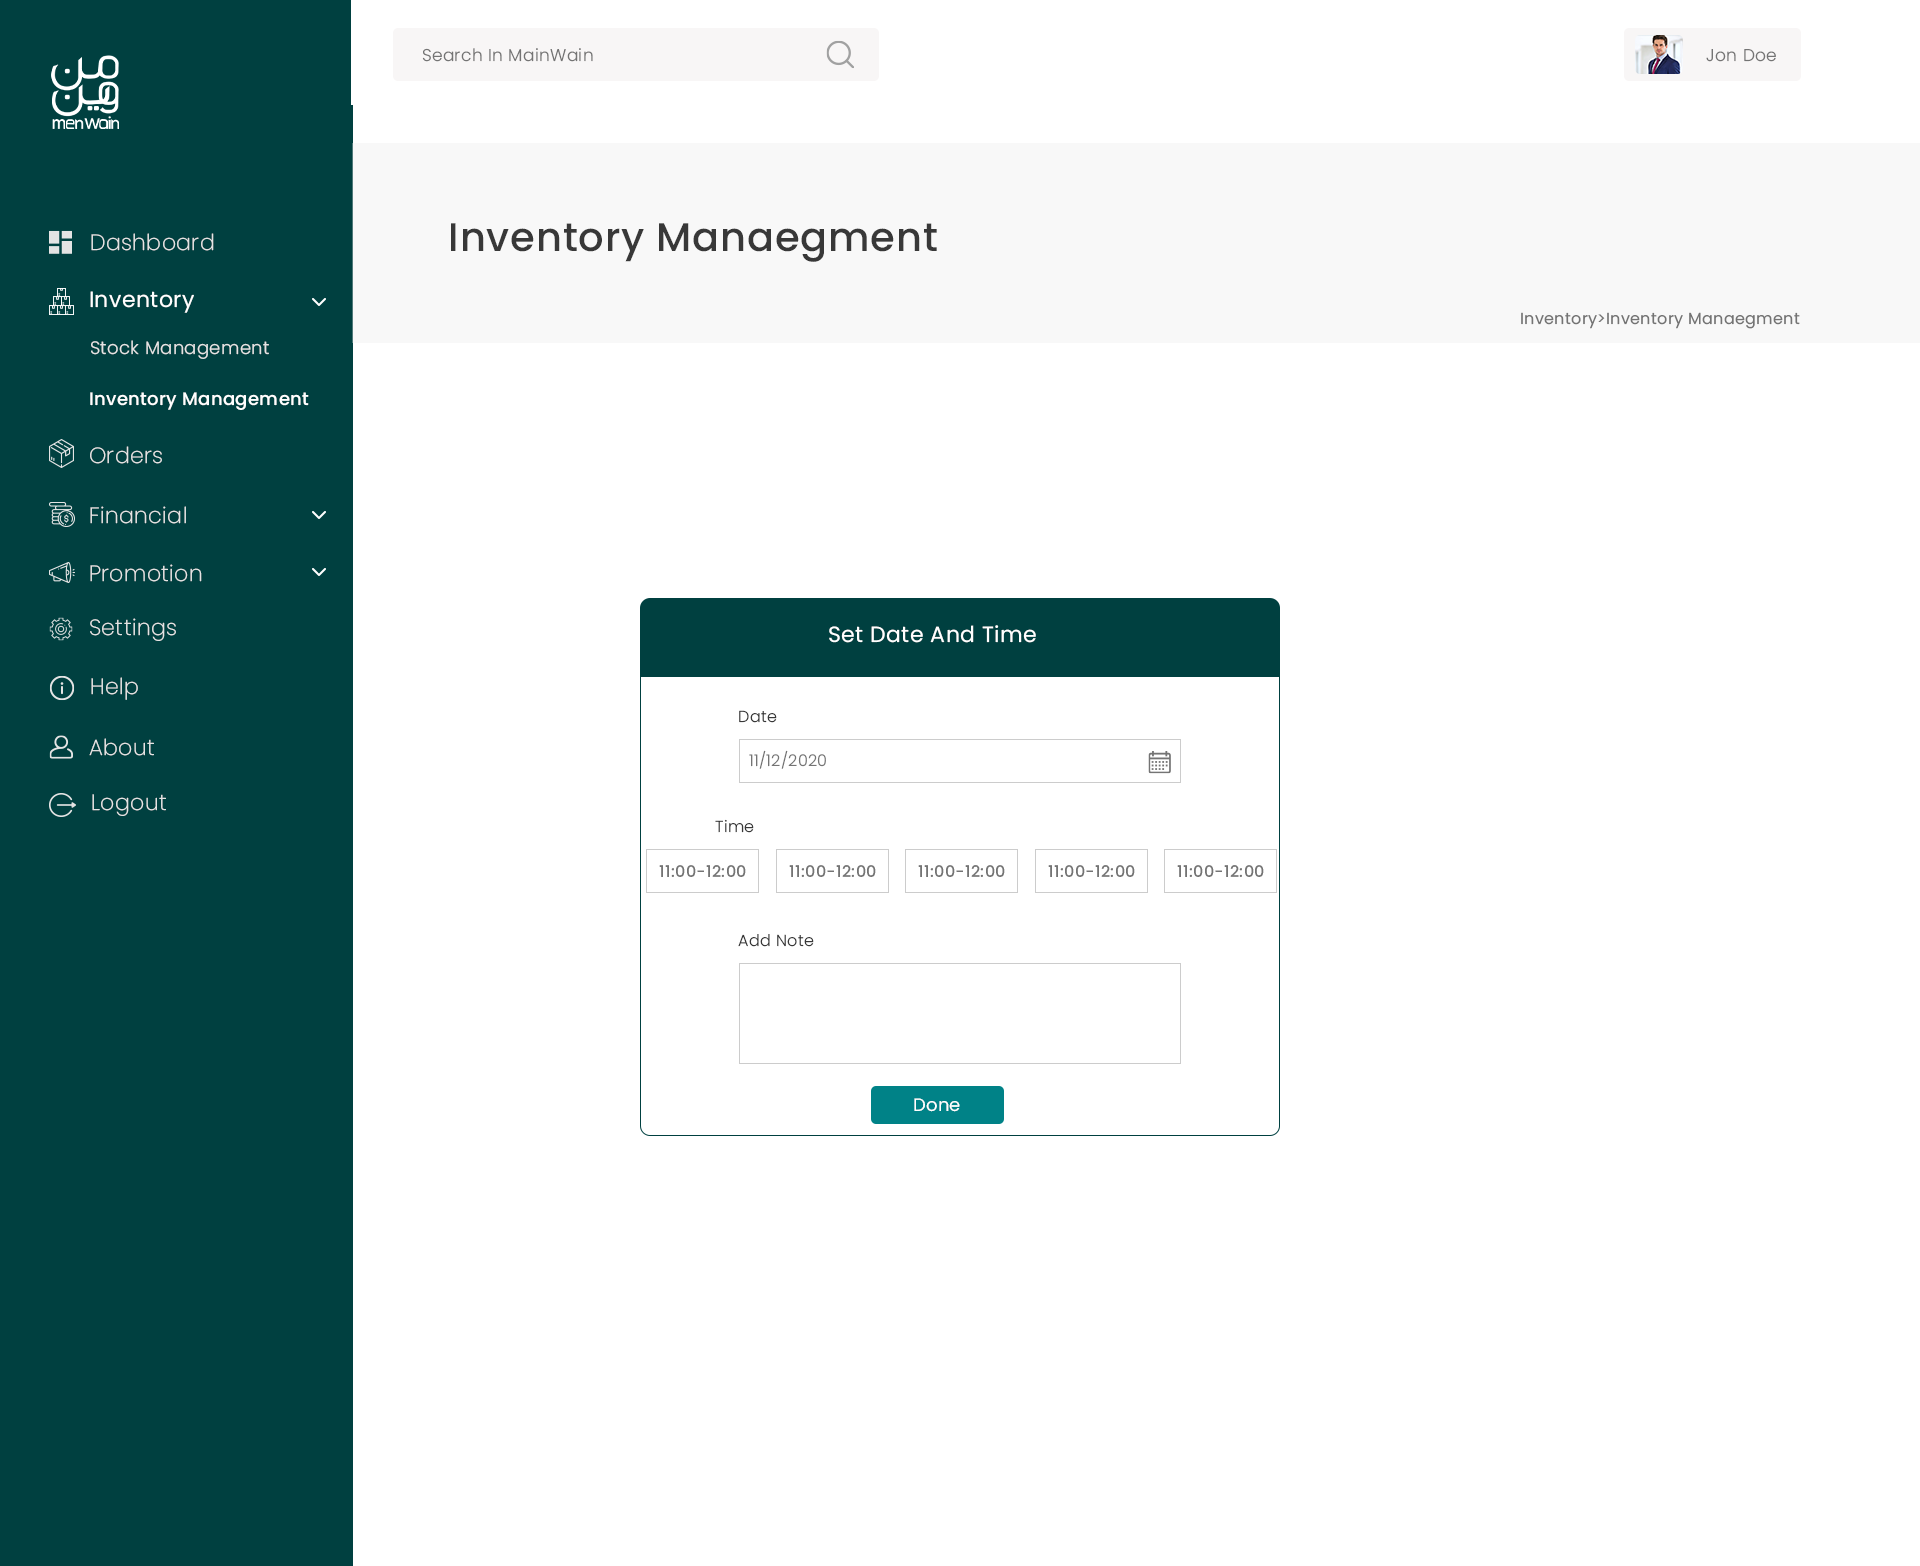 من
وين
menWain
Search In MainWain
Jon Doe
Dashboard
Inventory
Stock Management
Inventory Management
Orders
Financial
Promotion
Settings
Help
About
Logout
Inventory Manaegment
Inventory>Inventory Manaegment
Set Date And Time
Date
11/12/2020
Time
11:00-12:00 11:00-12:00 11:00-12:00 11:00-12:00 11:00-12:00
Add Note
Done